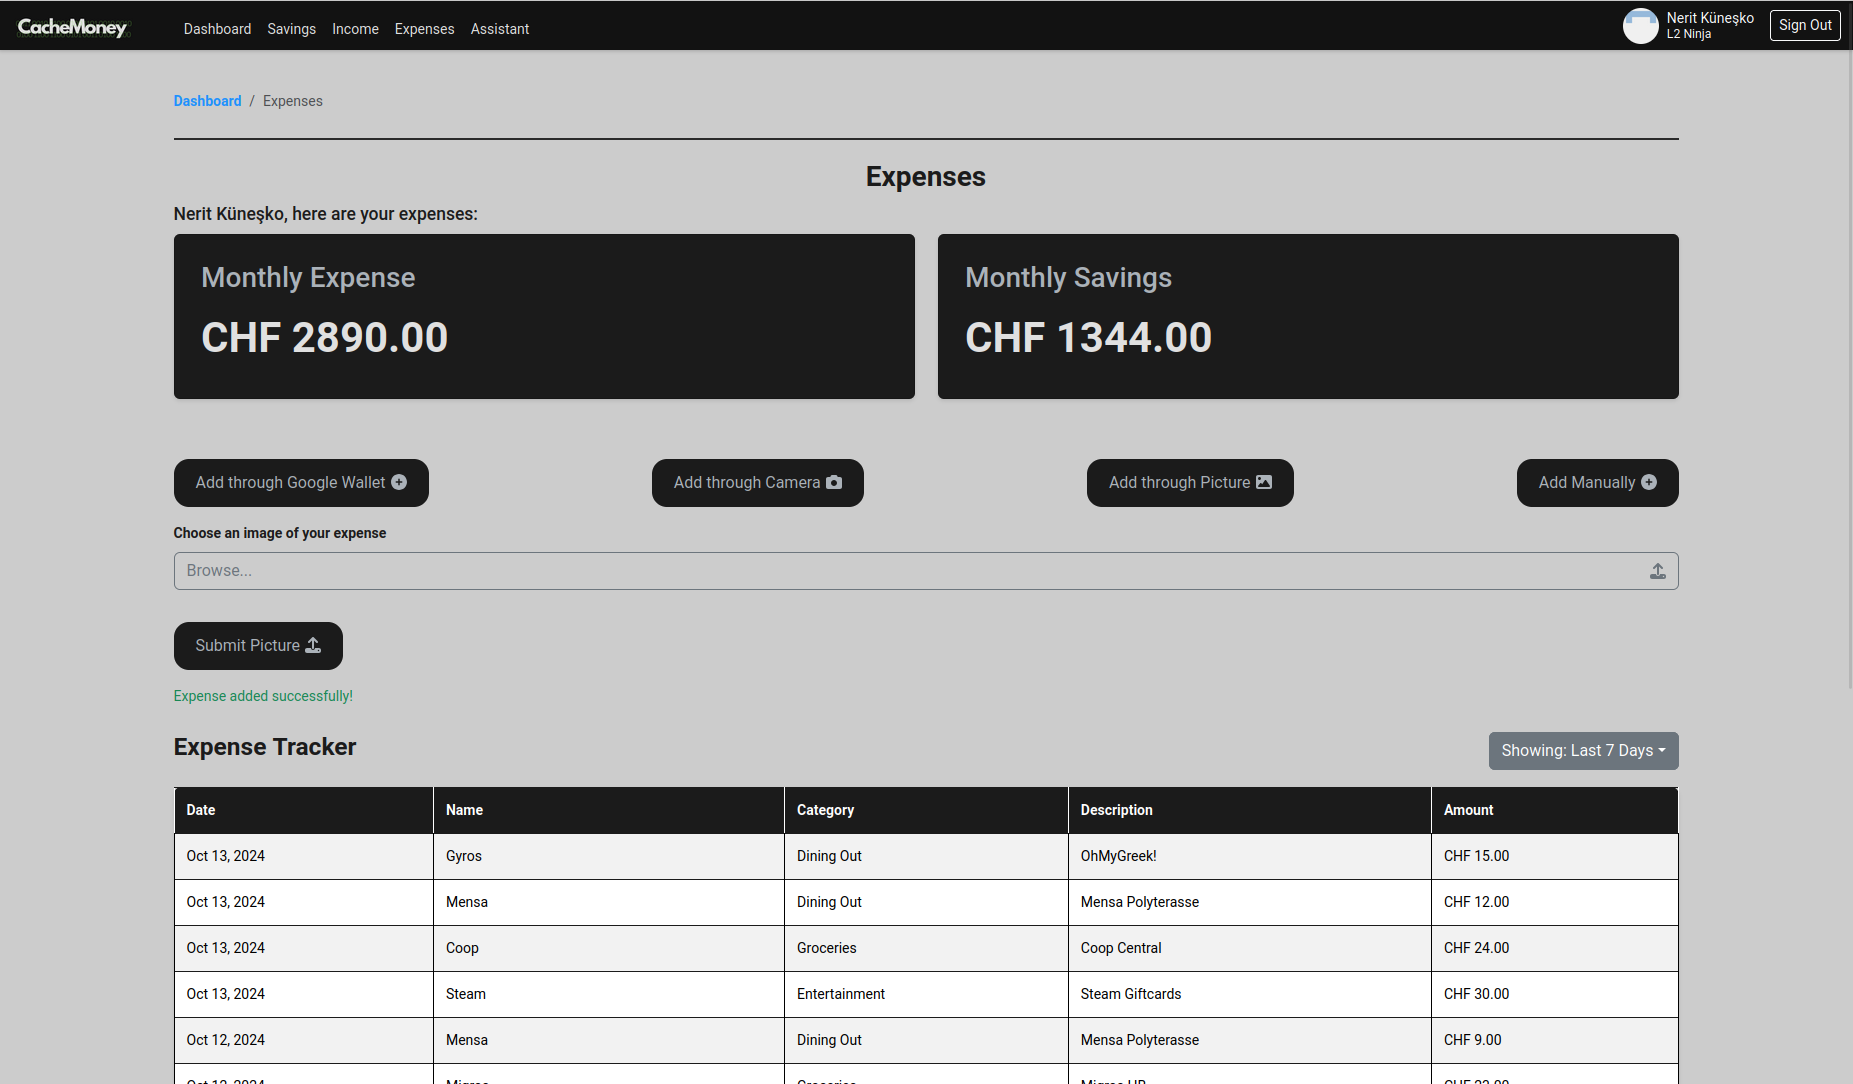 CacheMoney
Dashboard Savings Income Expenses Assistant
Nerit Küneşko
L2 Ninja
Sign Out
Dashboard / Expenses
Expenses
Nerit Küneşko, here are your expenses:
Monthly Expense
CHF 2890.00
Monthly Savings
CHF 1344.00
Add through Google Wallet
Add through Camera
Add through Picture
Add Manually
Choose an image of your expense
Browse...
Submit Picture
Expense added successfully!
Expense Tracker
Showing: Last 7 Days
Date Name Category Description Amount
Oct 13, 2024 Gyros Dining Out OhMyGreek! CHF 15.00
Oct 13, 2024 Mensa Dining Out Mensa Polyterasse CHF 12.00
Oct 13, 2024 Coop Groceries Coop Central CHF 24.00
Oct 13, 2024 Steam Entertainment Steam Giftcards CHF 30.00
Oct 12, 2024 Mensa Dining Out Mensa Polyterasse CHF 9.00